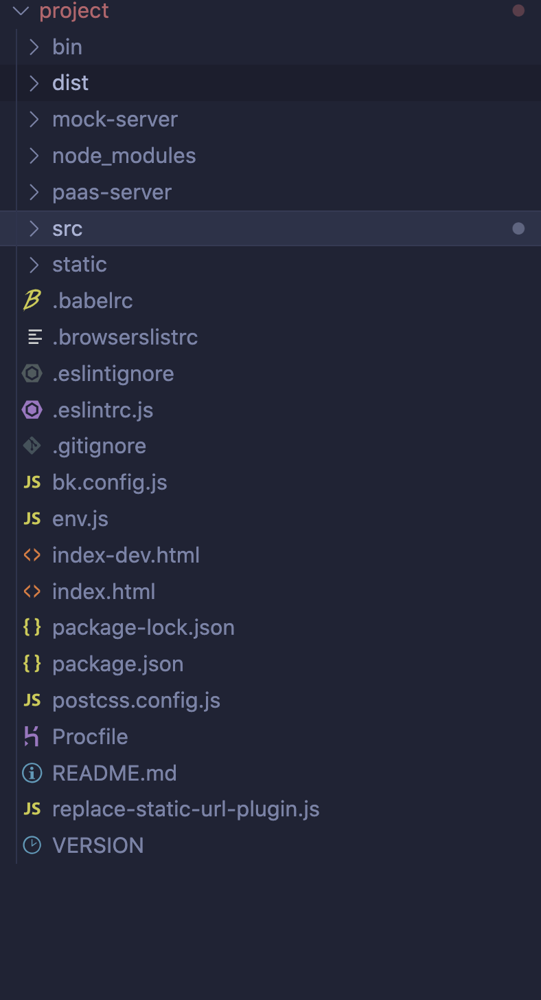 project
bin
dist
mock-server
node_modules
paas-server
src
static
.babelrc
.browserslistrc
.eslintignore
.eslintrc.js
.gitignore
JS bk.config.js
JS env.js
<> index-dev.html
<> index.html
{} package-lock.json
{} package.json
JS postcss.config.js
Procfile
README.md
JS replace-static-url-plugin.js
VERSION